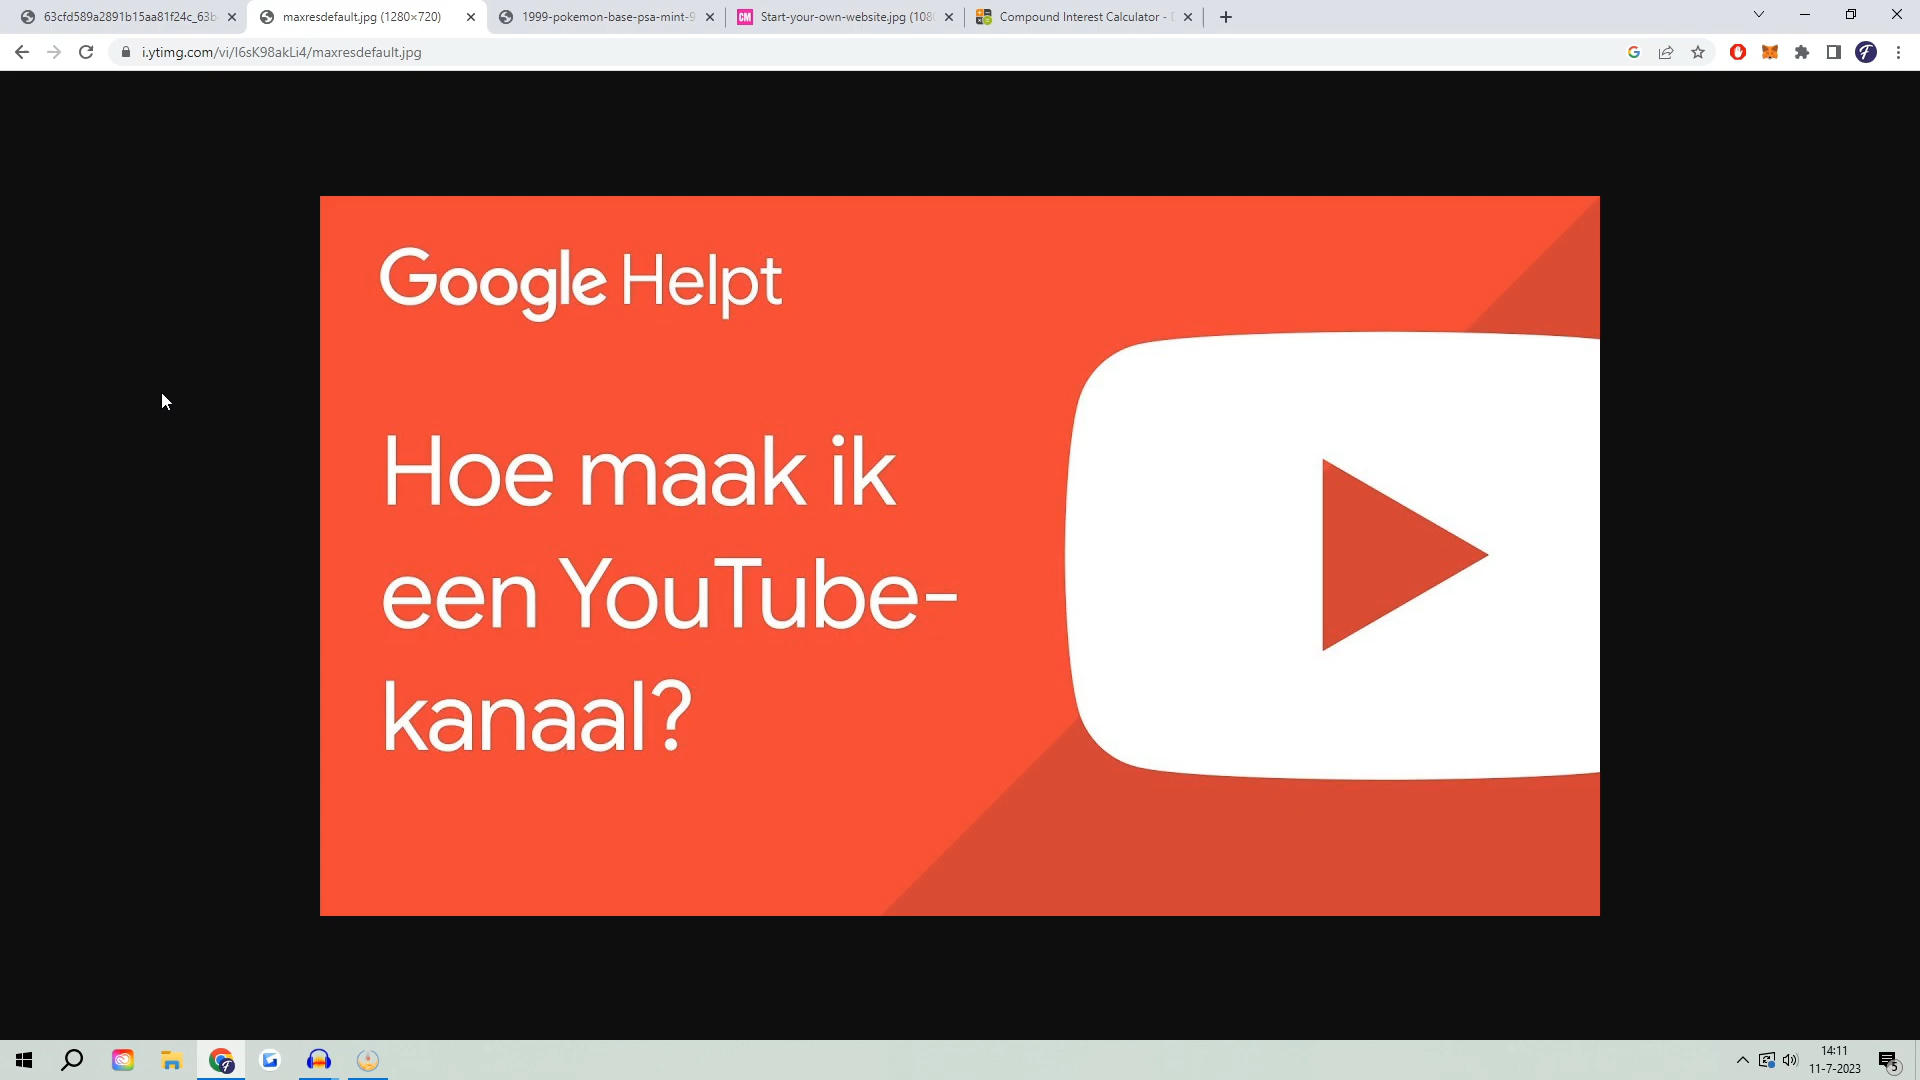 63cfd589a2891b15aa81f24c_63b
maxresdefault.jpg (1280×720)
1999-pokemon-base-psa-mint-9
CM
Start-your-own-website.jpg (108
Compound Interest Calculator -
i.ytimg.com/vi/l6sK98akLi4/maxresdefault.jpg
Google Helpt
Hoe maak ik
een YouTube-
kanaal?
14:11
11-7-2023
5